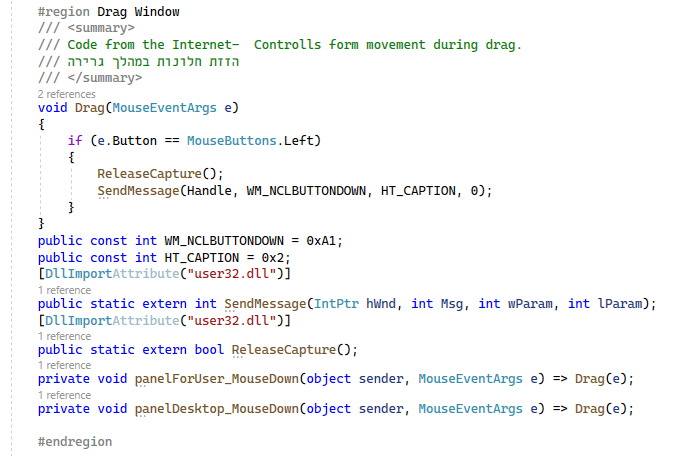 #region Drag Window
/// <summary>
/// Code from the Internet-  Controlls form movement during drag.
/// הזזת חלונות במהלך גרירה
/// </summary>
2 references
void Drag(MouseEventArgs e)
{
    if (e.Button == MouseButtons.Left)
    {
        ReleaseCapture();
        SendMessage(Handle, WM_NCLBUTTONDOWN, HT_CAPTION, 0);
    }
}
public const int WM_NCLBUTTONDOWN = 0xA1;
public const int HT_CAPTION = 0x2;
[DllImportAttribute("user32.dll")]
1 reference
public static extern int SendMessage(IntPtr hWnd, int Msg, int wParam, int lParam);
[DllImportAttribute("user32.dll")]
1 reference
public static extern bool ReleaseCapture();
1 reference
private void panelForUser_MouseDown(object sender, MouseEventArgs e) => Drag(e);
1 reference
private void panelDesktop_MouseDown(object sender, MouseEventArgs e) => Drag(e);
#endregion